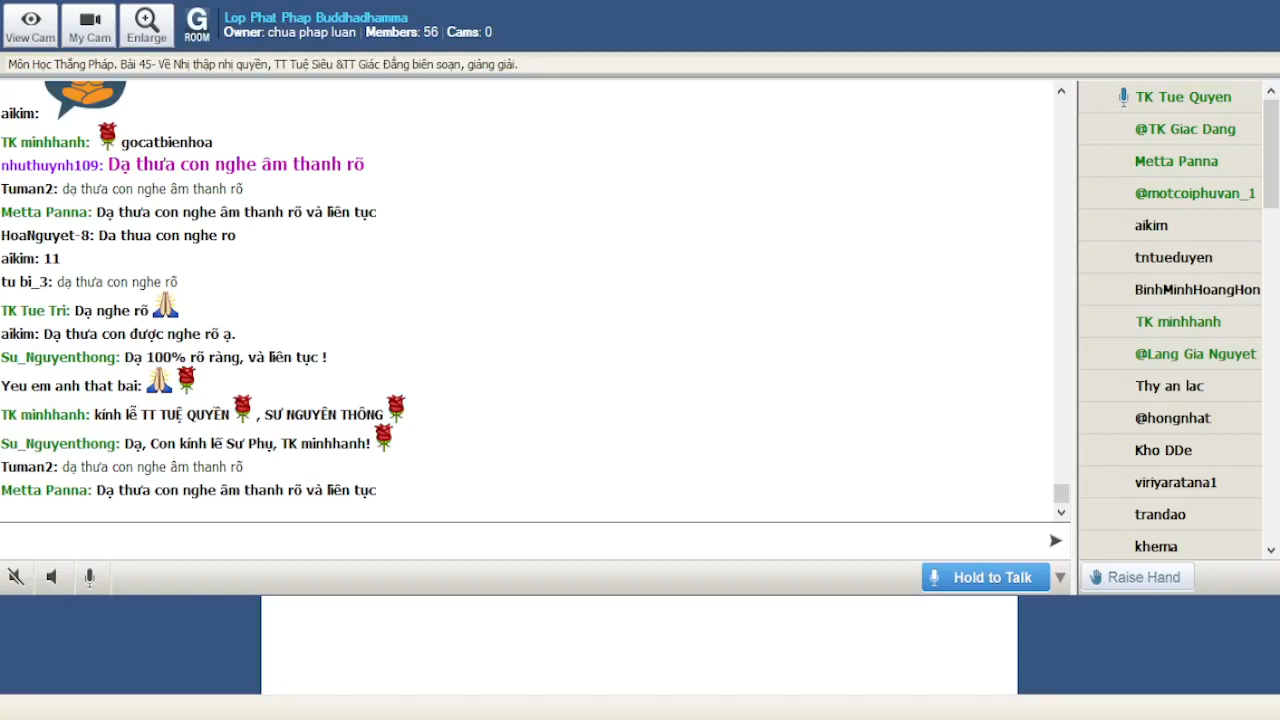 Lop Phat Phap Buddhadhamma
Owner: chua phap luan | Members: 56 | Cams: 0
View Cam
My Cam
Enlarge
G ROOM
Môn Học Thắng Pháp. Bài 45- Về Nhị thập nhị quyền, TT Tuệ Siêu &TT Giác Đẳng biên soạn, giảng giải.
aikim:
TK minhhanh: gocatbienhoa
nhuthuynh109: Dạ thưa con nghe âm thanh rõ
Tuman2: dạ thưa con nghe âm thanh rõ
Metta Panna: Dạ thưa con nghe âm thanh rõ và liên tục
HoaNguyet-8: Da thua con nghe ro
aikim: 11
tu bi_3: dạ thưa con nghe rõ
TK Tue Tri: Dạ nghe rõ
aikim: Dạ thưa con được nghe rõ ạ.
Su_Nguyenthong: Dạ 100% rõ ràng, và liên tục !
Yeu em anh that bai:
TK minhhanh: kính lễ TT TUỆ QUYỀN , SƯ NGUYÊN THÔNG
Su_Nguyenthong: Dạ, Con kính lễ Sư Phụ, TK minhhanh!
Tuman2: dạ thưa con nghe âm thanh rõ
Metta Panna: Dạ thưa con nghe âm thanh rõ và liên tục
TK Tue Quyen
@TK Giac Dang
Metta Panna
@motcoiphuvan_1
aikim
tntueduyen
BinhMinhHoangHon
TK minhhanh
@Lang Gia Nguyet
Thy an lac
@hongnhat
Kho DDe
viriyaratana1
trandao
khema
Hold to Talk
Raise Hand